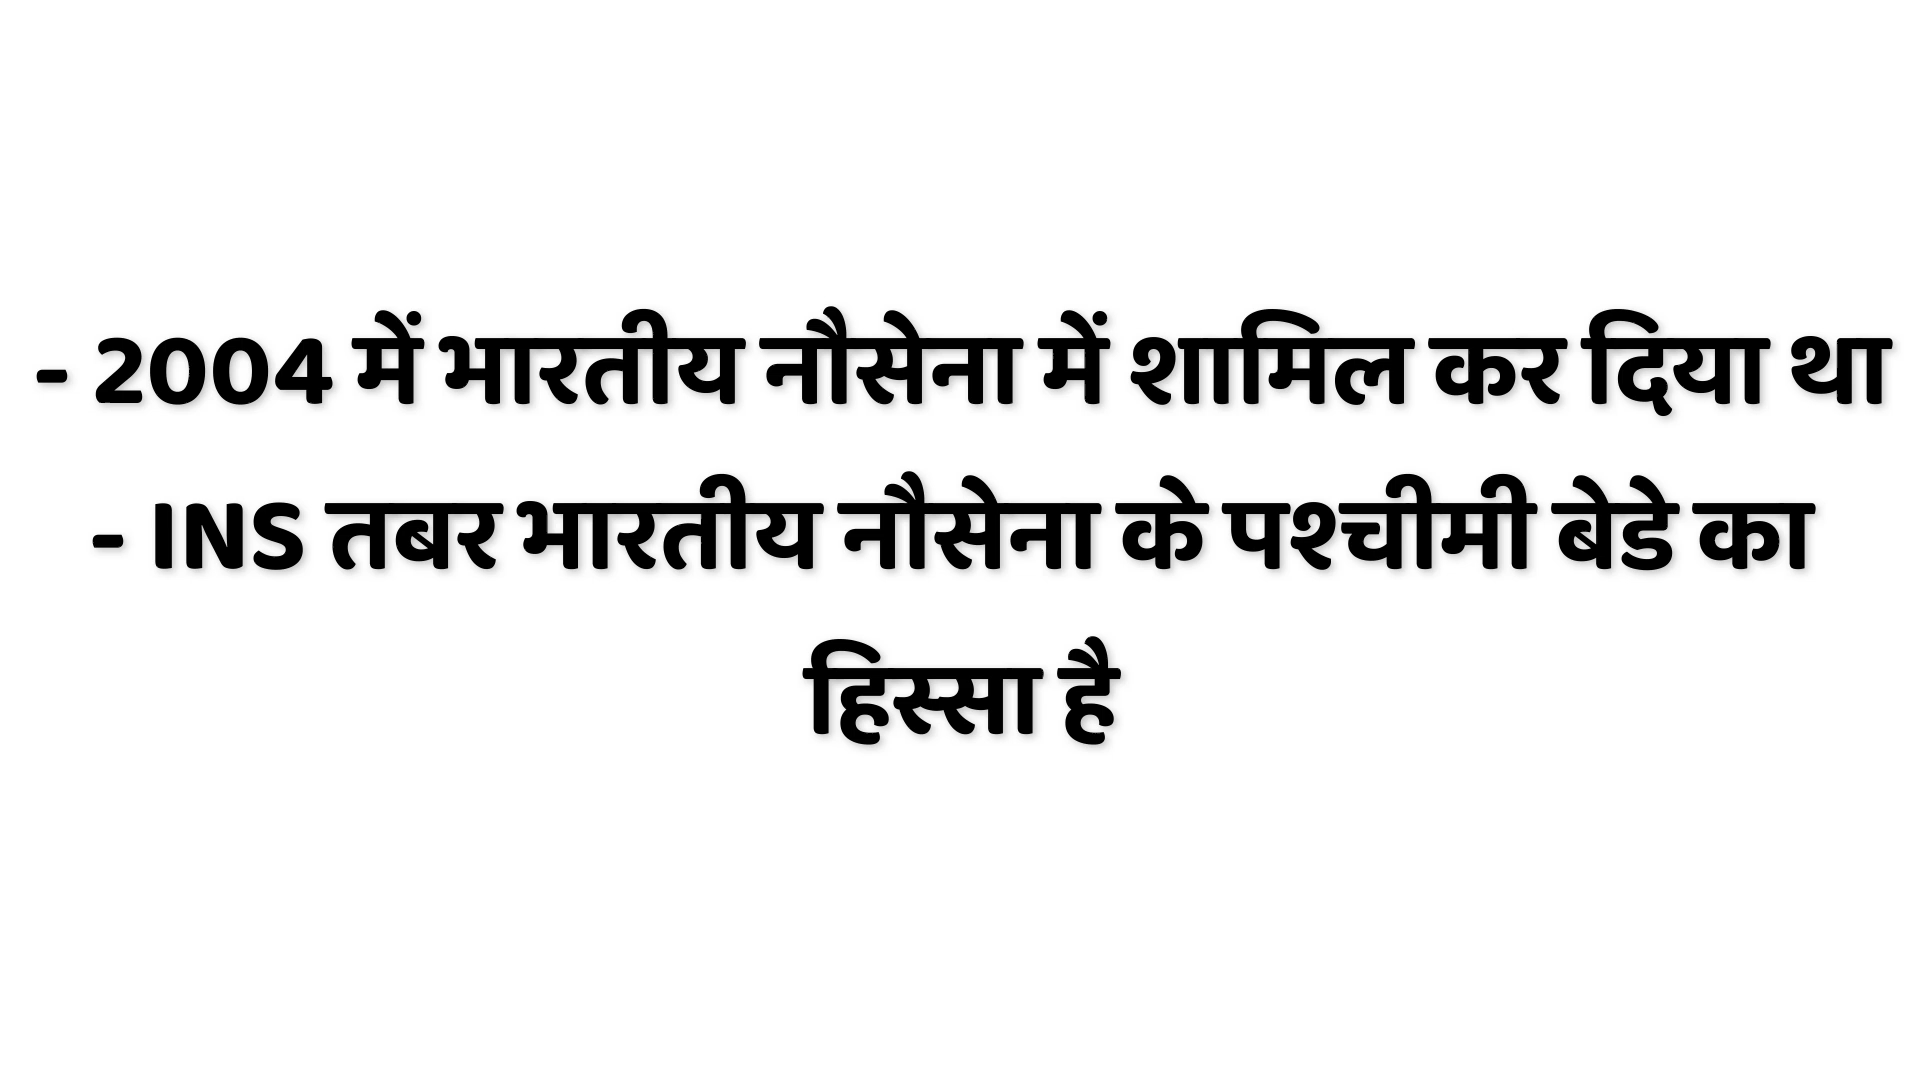 - 2004 में भारतीय नौसेना में शामिल कर दिया था
- INS तबर भारतीय नौसेना के पश्चीमी बेडे का
हिस्सा है